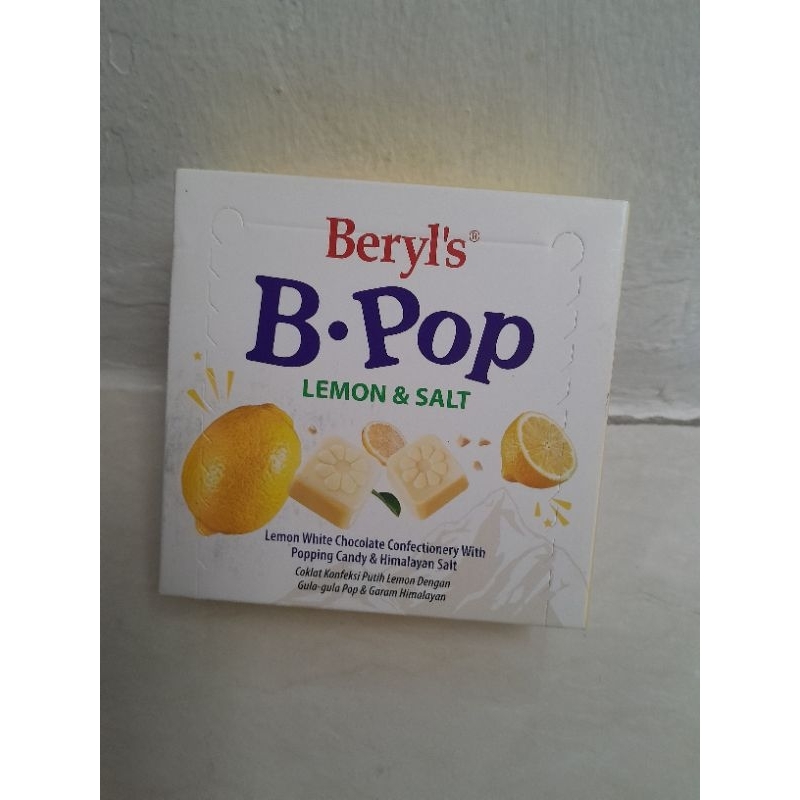 Beryl's®
B·Pop
LEMON & SALT
Lemon White Chocolate Confectionery With
Popping Candy & Himalayan Salt
Coklat Konfeksi Putih Lemon Dengan
Gula-gula Pop & Garam Himalayan